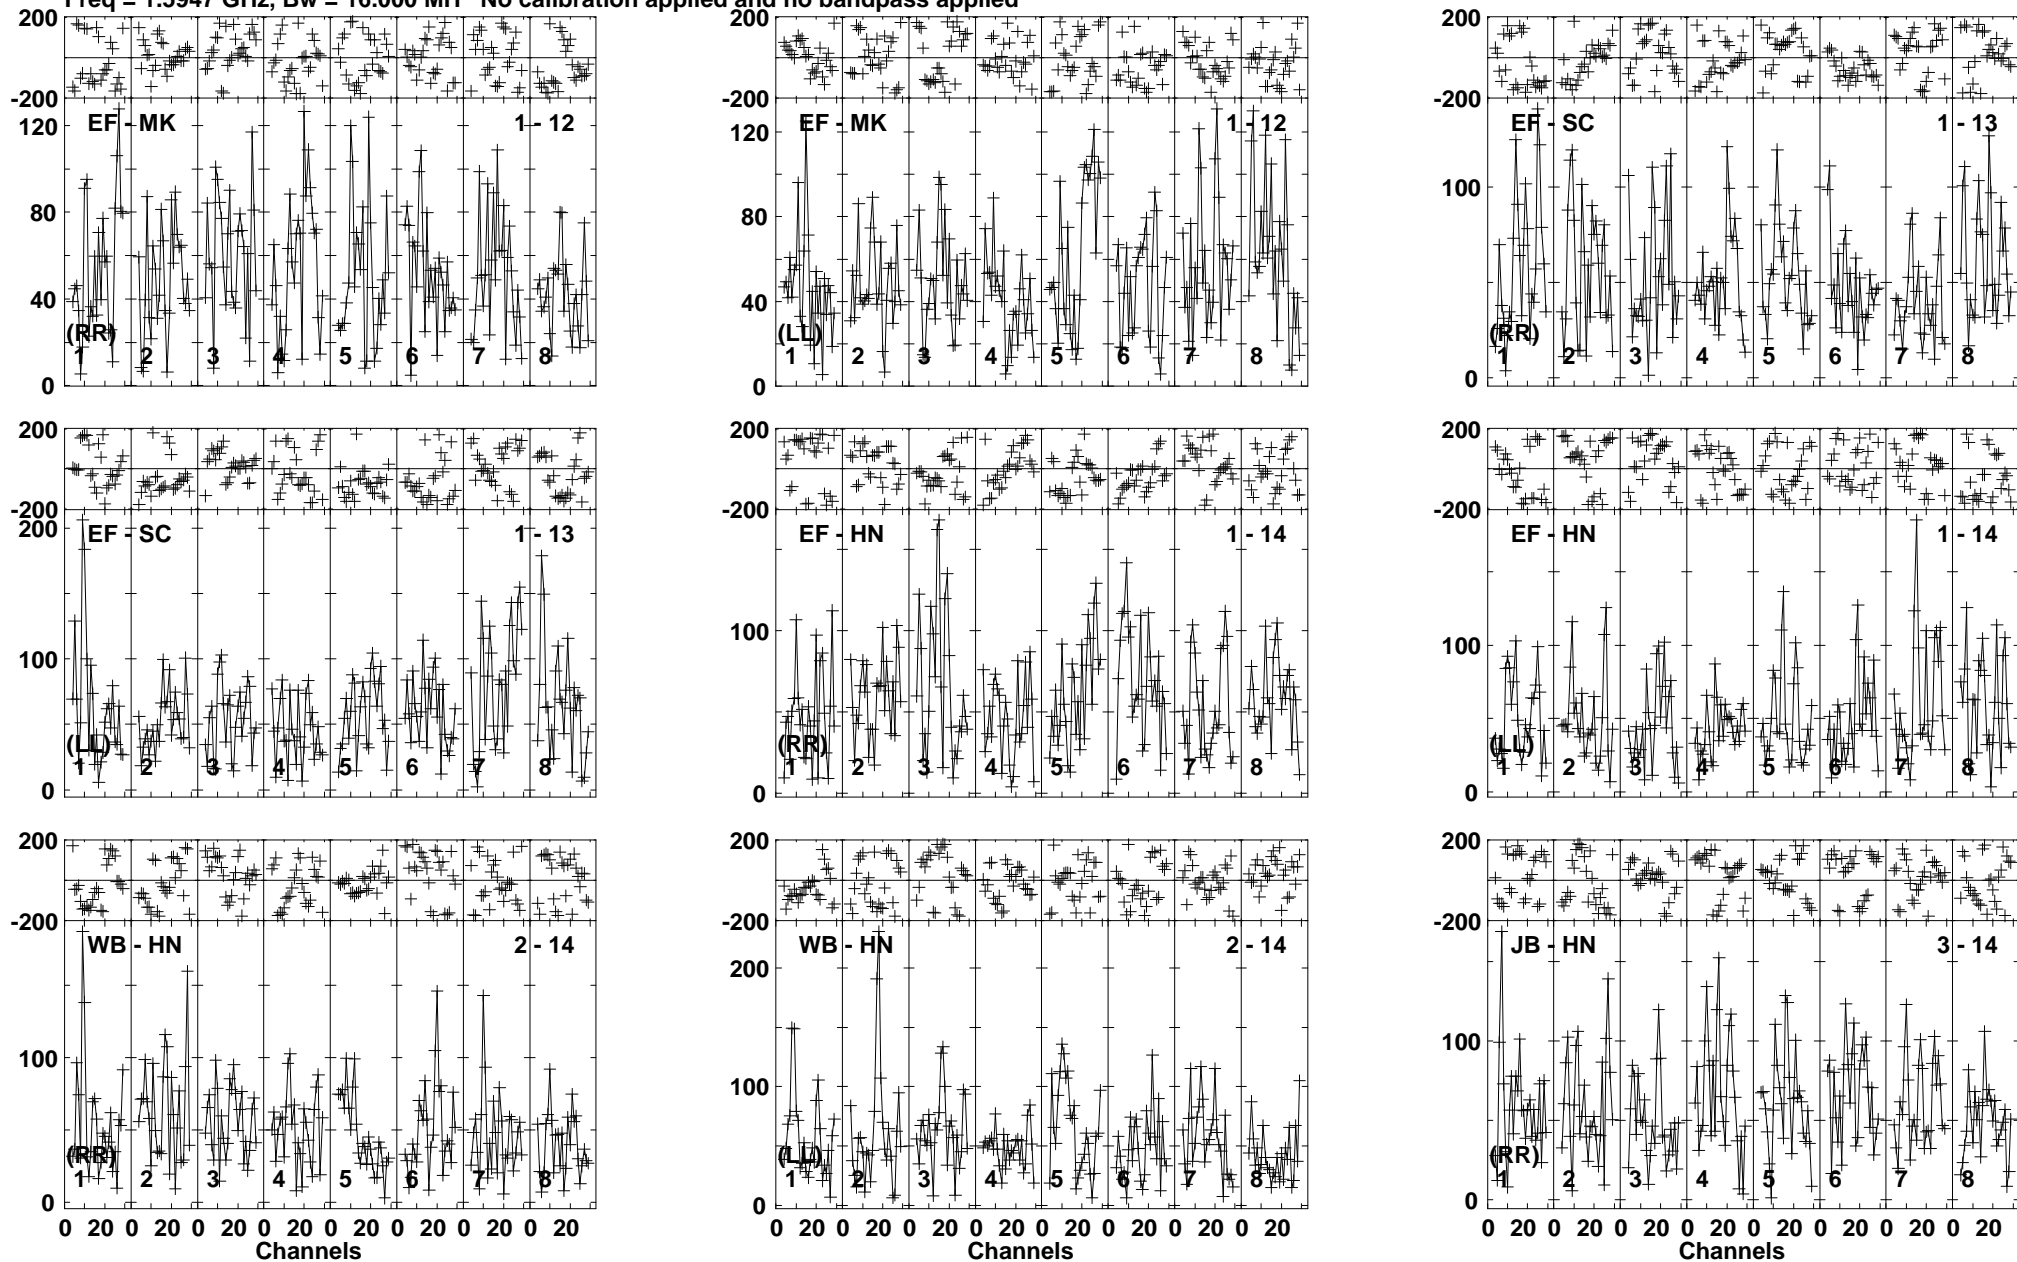 Freq = 1.5947 GHz, Bw = 16.000 MH No calibration applied and no bandpass applied
200 200 200
-200 -200 -200
EF - MK 1 - 12 EF - MK 1 - 12 EF - SC 1 - 13
120 120 100
80 80
40 40
(RR) (LL) (RR)
1 2 3 4 5 6 7 8 1 2 3 4 5 6 7 8 1 2 3 4 5 6 7 8
0 0 0
200 200 200
-200 -200 -200
EF - SC 1 - 13 EF - HN 1 - 14 EF - HN 1 - 14
200 100 100
100
(LL) (RR) (LL)
1 2 3 4 5 6 7 8 1 2 3 4 5 6 7 8 1 2 3 4 5 6 7 8
0 0 0
200 200 200
-200 -200 -200
WB - HN 2 - 14 WB - HN 2 - 14 JB - HN 3 - 14
100 200 100
100
(RR) (LL) (RR)
1 2 3 4 5 6 7 8 1 2 3 4 5 6 7 8 1 2 3 4 5 6 7 8
0 0 0
0 20 0 20 0 20 0 20 0 20 0 20 0 20 0 20 0 20 0 20 0 20 0 20 0 20 0 20 0 20 0 20 0 20 0 20 0 20 0 20 0 20 0 20 0 20 0 20
Channels Channels Channels